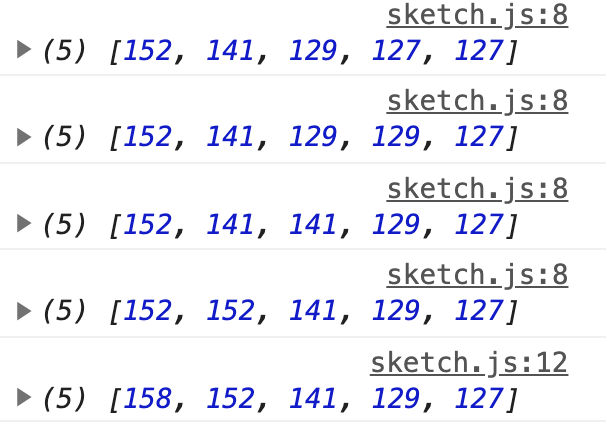 sketch.js:8
(5) [152, 141, 129, 127, 127]
sketch.js:8
(5) [152, 141, 129, 129, 127]
sketch.js:8
(5) [152, 141, 141, 129, 127]
sketch.js:8
(5) [152, 152, 141, 129, 127]
sketch.js:12
(5) [158, 152, 141, 129, 127]